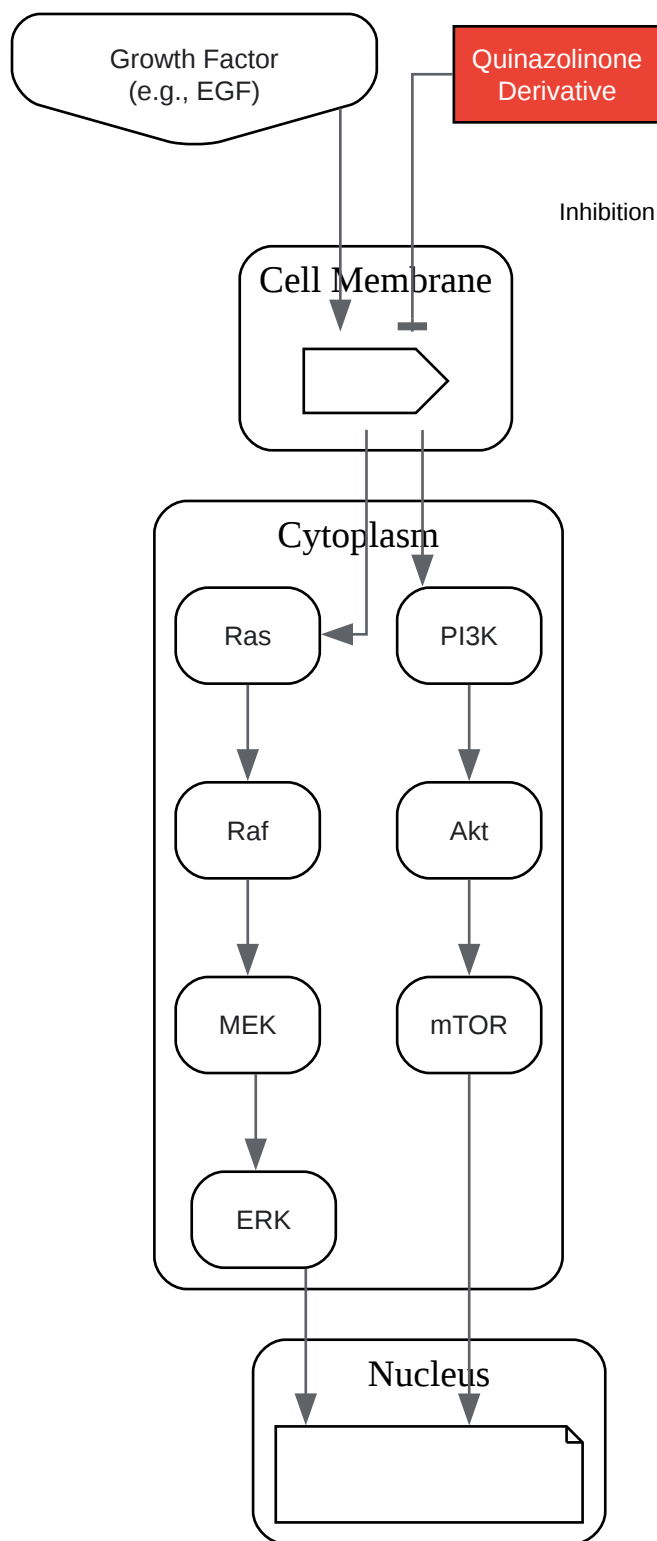 Growth Factor
(e.g., EGF)
Quinazolinone
Derivative
Inhibition
Cell Membrane
Cytoplasm
Ras
PI3K
Raf
Akt
MEK
mTOR
ERK
Nucleus